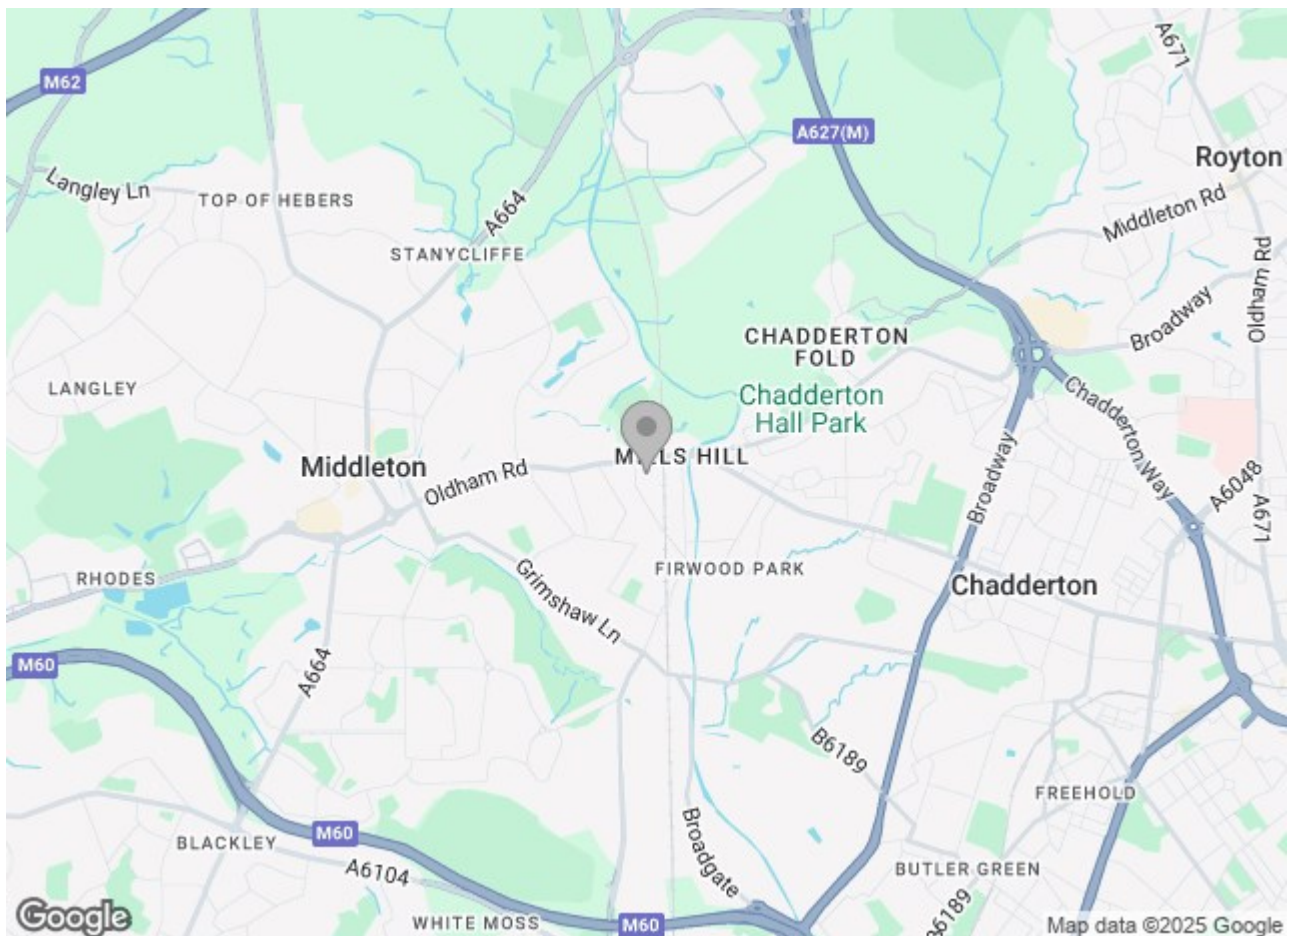 A671
M62
A627(M)
Royton
Langley Ln
TOP OF HEBERS
A664
Middleton Rd
STANYCLIFFE
Oldham Rd
Broadway
CHADDERTON
FOLD
LANGLEY
Chadderton
Hall Park
Chadderton Way
MILLS HILL
Middleton
Oldham Rd
Broadway
A6048
A671
RHODES
FIRWOOD PARK
Chadderton
Grimshaw Ln
M60
A664
B6189
FREEHOLD
M60
BLACKLEY
Broadgate
A6104
BUTLER GREEN
B6189
WHITE MOSS
M60
Google
Map data ©2025 Google